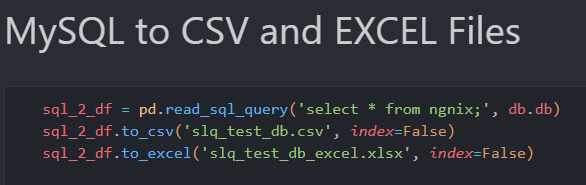 MySQL to CSV and EXCEL Files
sql_2_df = pd.read_sql_query('select * from ngnix;', db.db)
sql_2_df.to_csv('slq_test_db.csv', index=False)
sql_2_df.to_excel('slq_test_db_excel.xlsx', index=False)